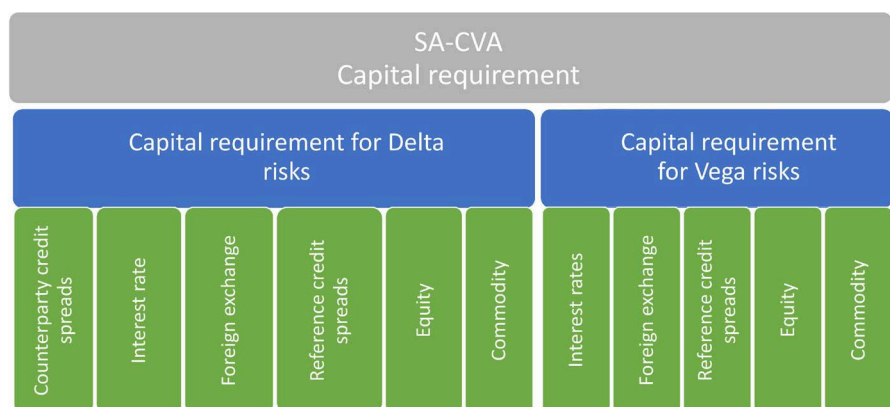 SA-CVA
Capital requirement
Capital requirement for Delta
risks
Capital requirement
for Vega risks
Counterparty credit
spreads
Interest rate
Foreign exchange
Reference credit
spreads
Equity
Commodity
Interest rates
Foreign exchange
Reference credit
spreads
Equity
Commodity